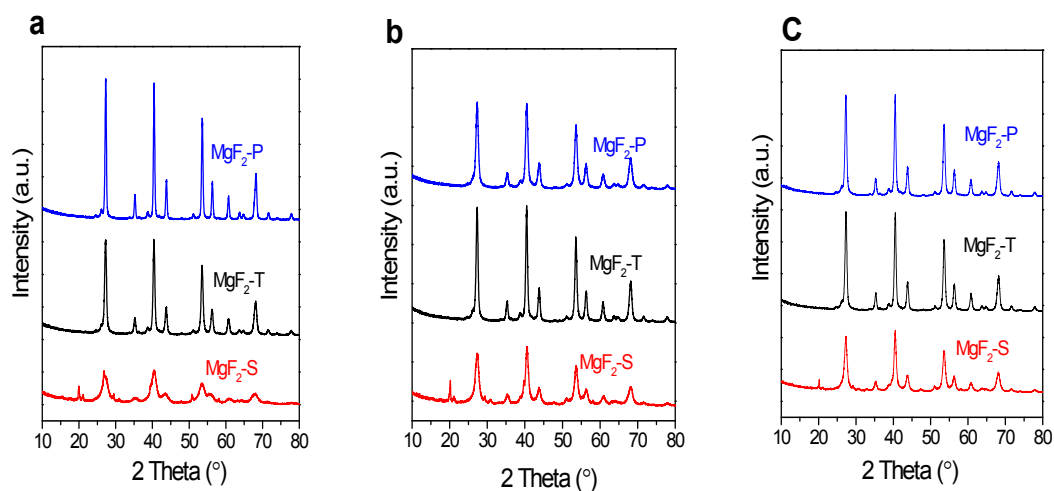 a
Intensity (a.u.)
MgF₂-P
MgF₂-T
MgF₂-S
10 20 30 40 50 60 70 80
2 Theta (°)
b
Intensity (a.u.)
MgF₂-P
MgF₂-T
MgF₂-S
10 20 30 40 50 60 70 80
2 Theta (°)
C
Intensity (a.u.)
MgF₂-P
MgF₂-T
MgF₂-S
10 20 30 40 50 60 70 80
2 Theta (°)